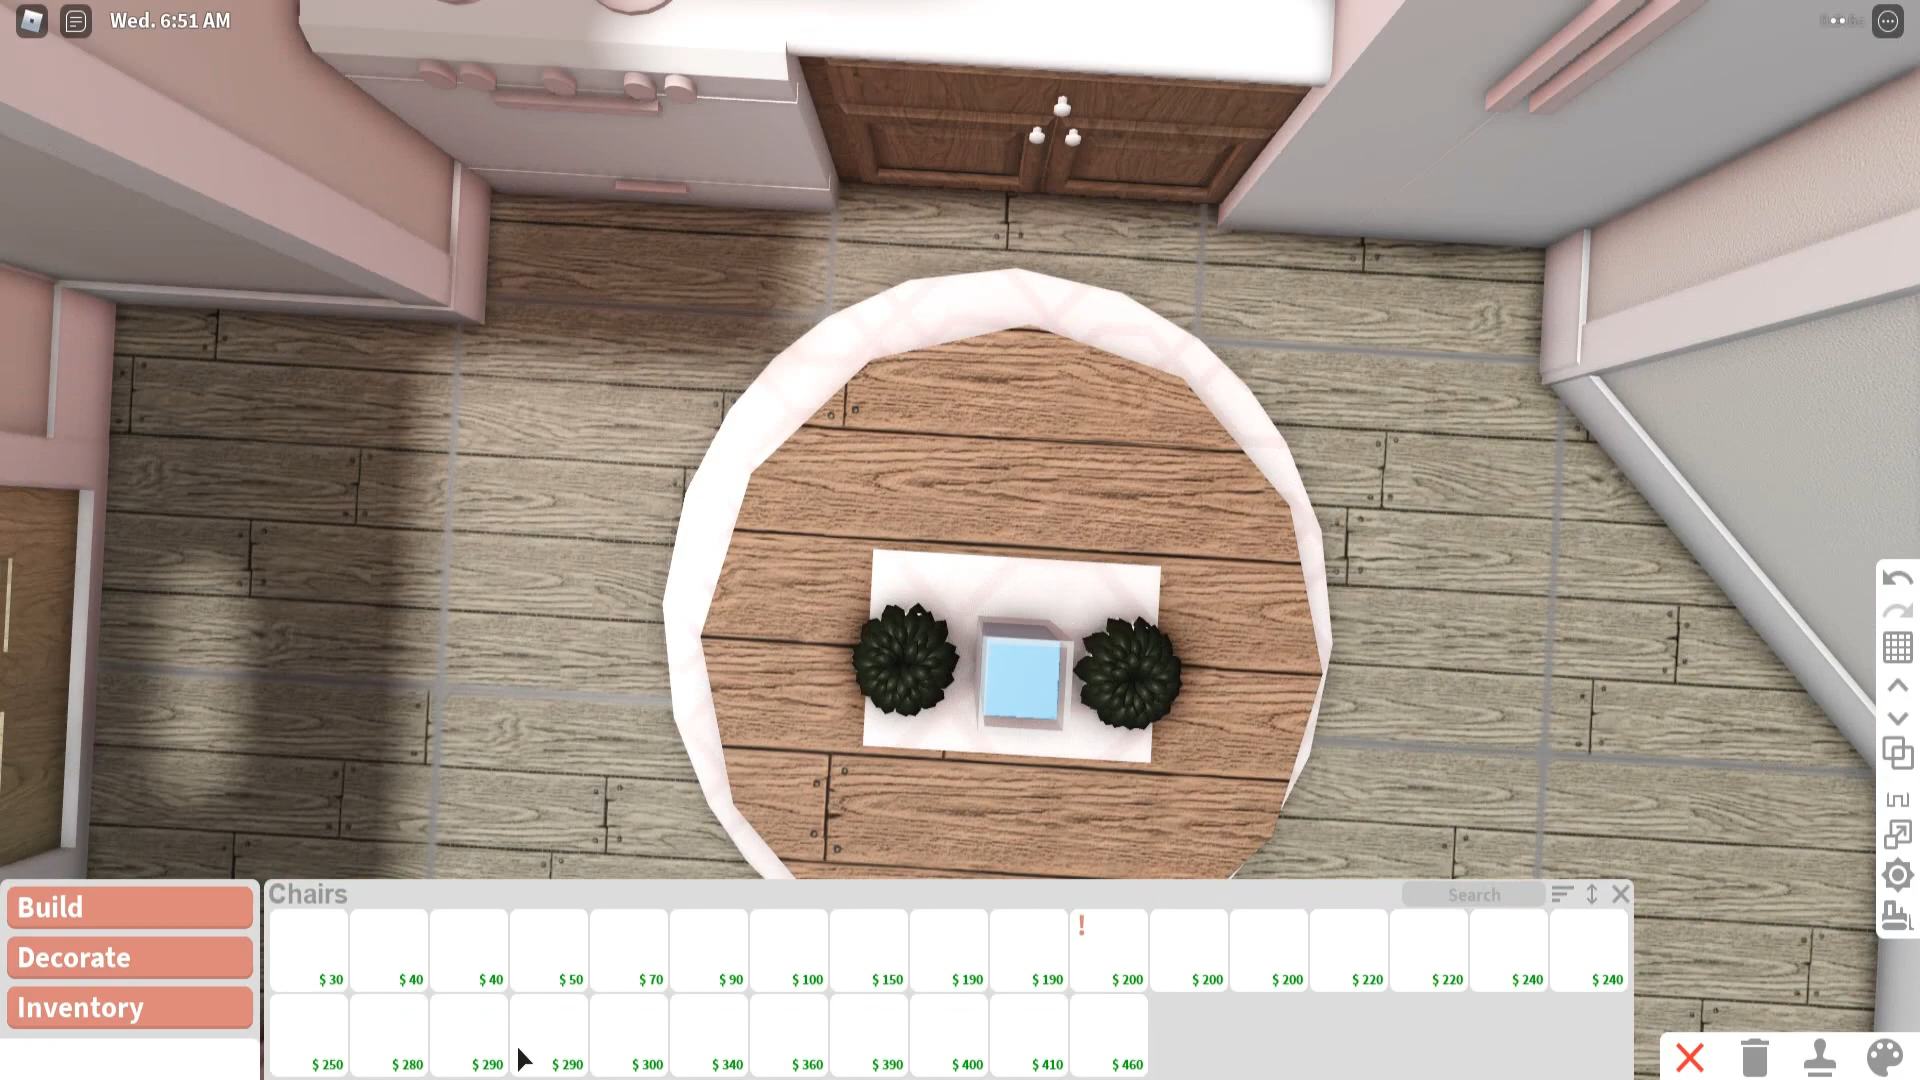 Wed. 6:51 AM
Build
Decorate
Inventory
Chairs
Search
$ 30 $ 40 $ 40 $ 50 $ 70 $ 90 $ 100 $ 150 $ 190 $ 190 ! $ 200 $ 200 $ 200 $ 220 $ 220 $ 240 $ 240
$ 250 $ 280 $ 290 $ 290 $ 300 $ 340 $ 360 $ 390 $ 400 $ 410 $ 460